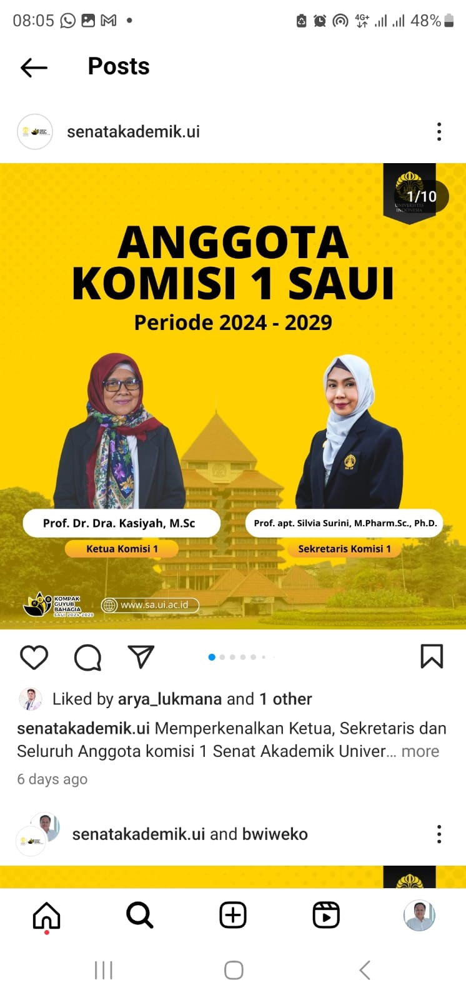 08:05
4G+
48%
Posts
senatakademik.ui
1/10
UNIVERSITAS
INDONESIA
ANGGOTA
KOMISI 1 SAUI
Periode 2024 - 2029
Prof. Dr. Dra. Kasiyah, M.Sc
Prof. apt. Silvia Surini, M.Pharm.Sc., Ph.D.
Ketua Komisi 1
Sekretaris Komisi 1
KOMPAK
GUYUB
BAHAGIA
SAUI 2024-2029
www.sa.ui.ac.id
Liked by arya_lukmana and 1 other
senatakademik.ui Memperkenalkan Ketua, Sekretaris dan
Seluruh Anggota komisi 1 Senat Akademik Univer... more
6 days ago
senatakademik.ui and bwiweko